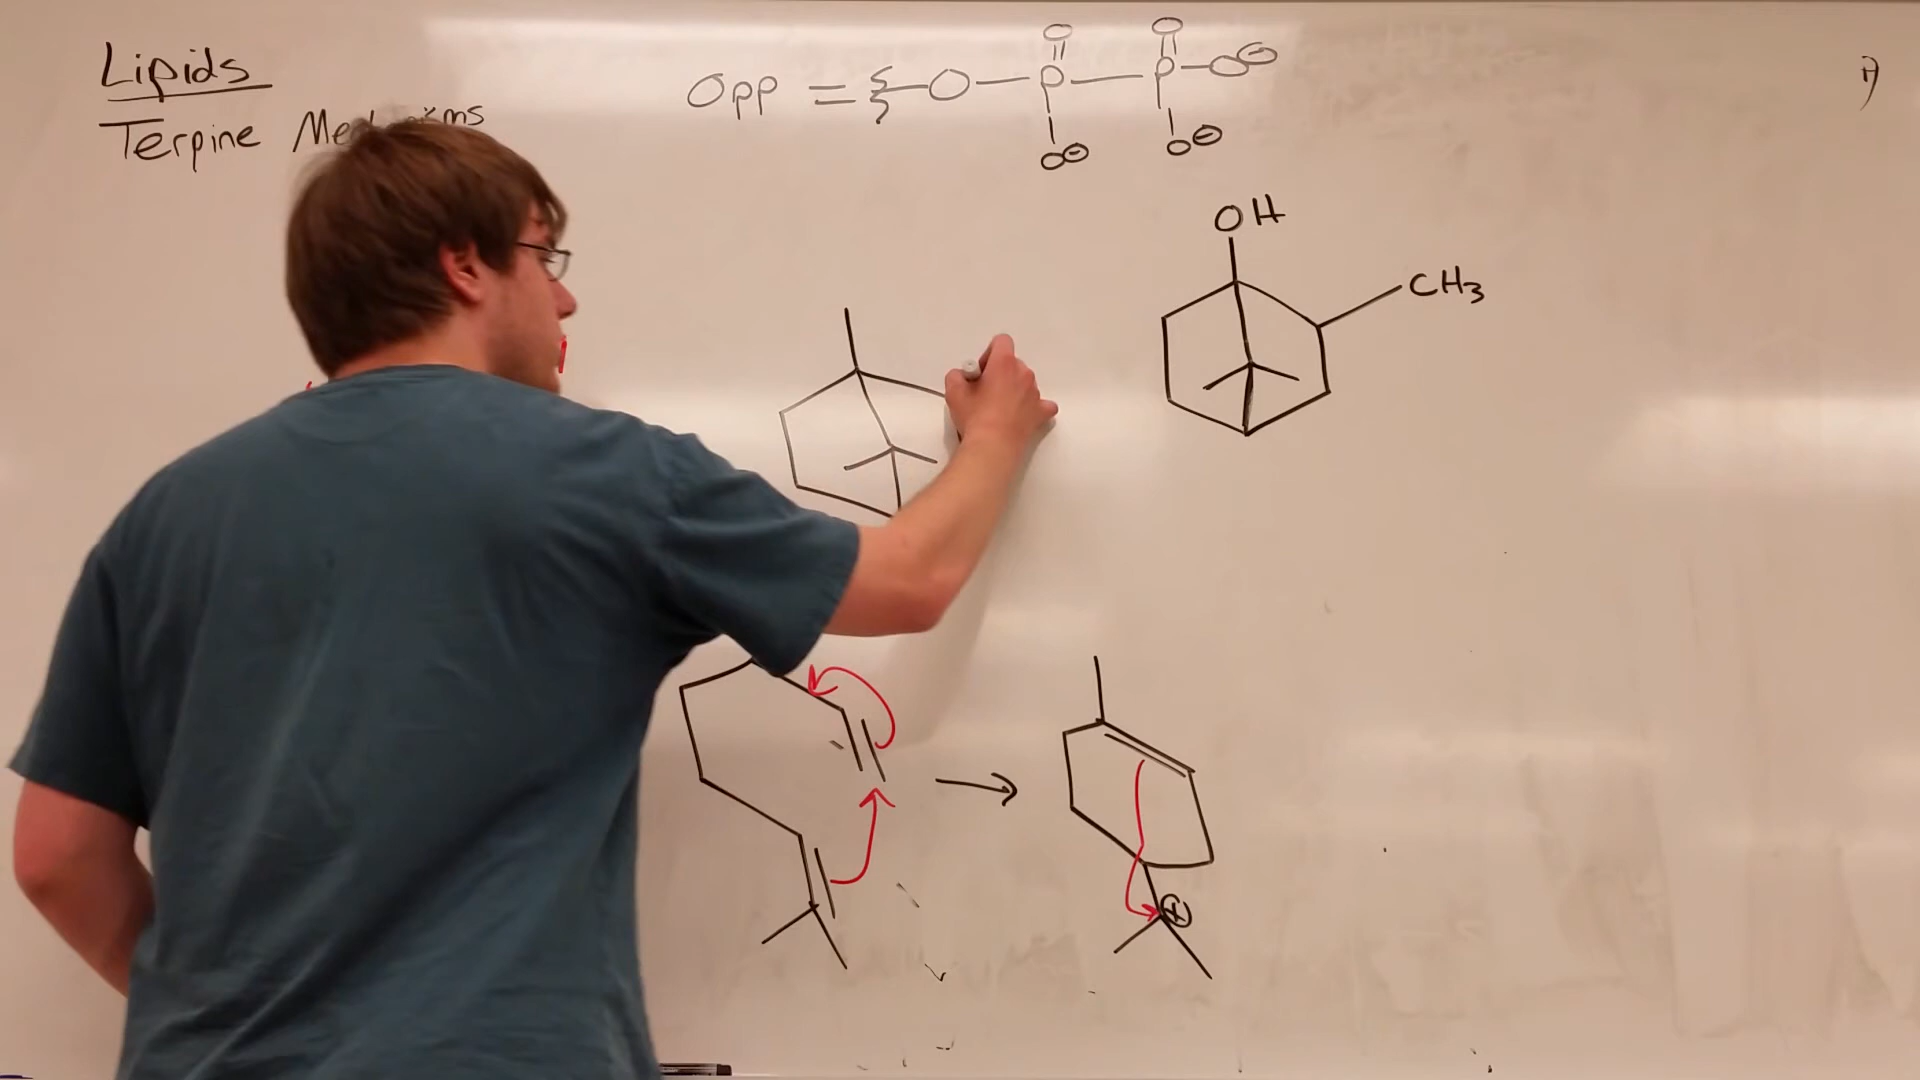 Lipids
Terpine
OPP = O-P-P-O⊖
O O
O⊖ O⊖
OH
CH3
⊕